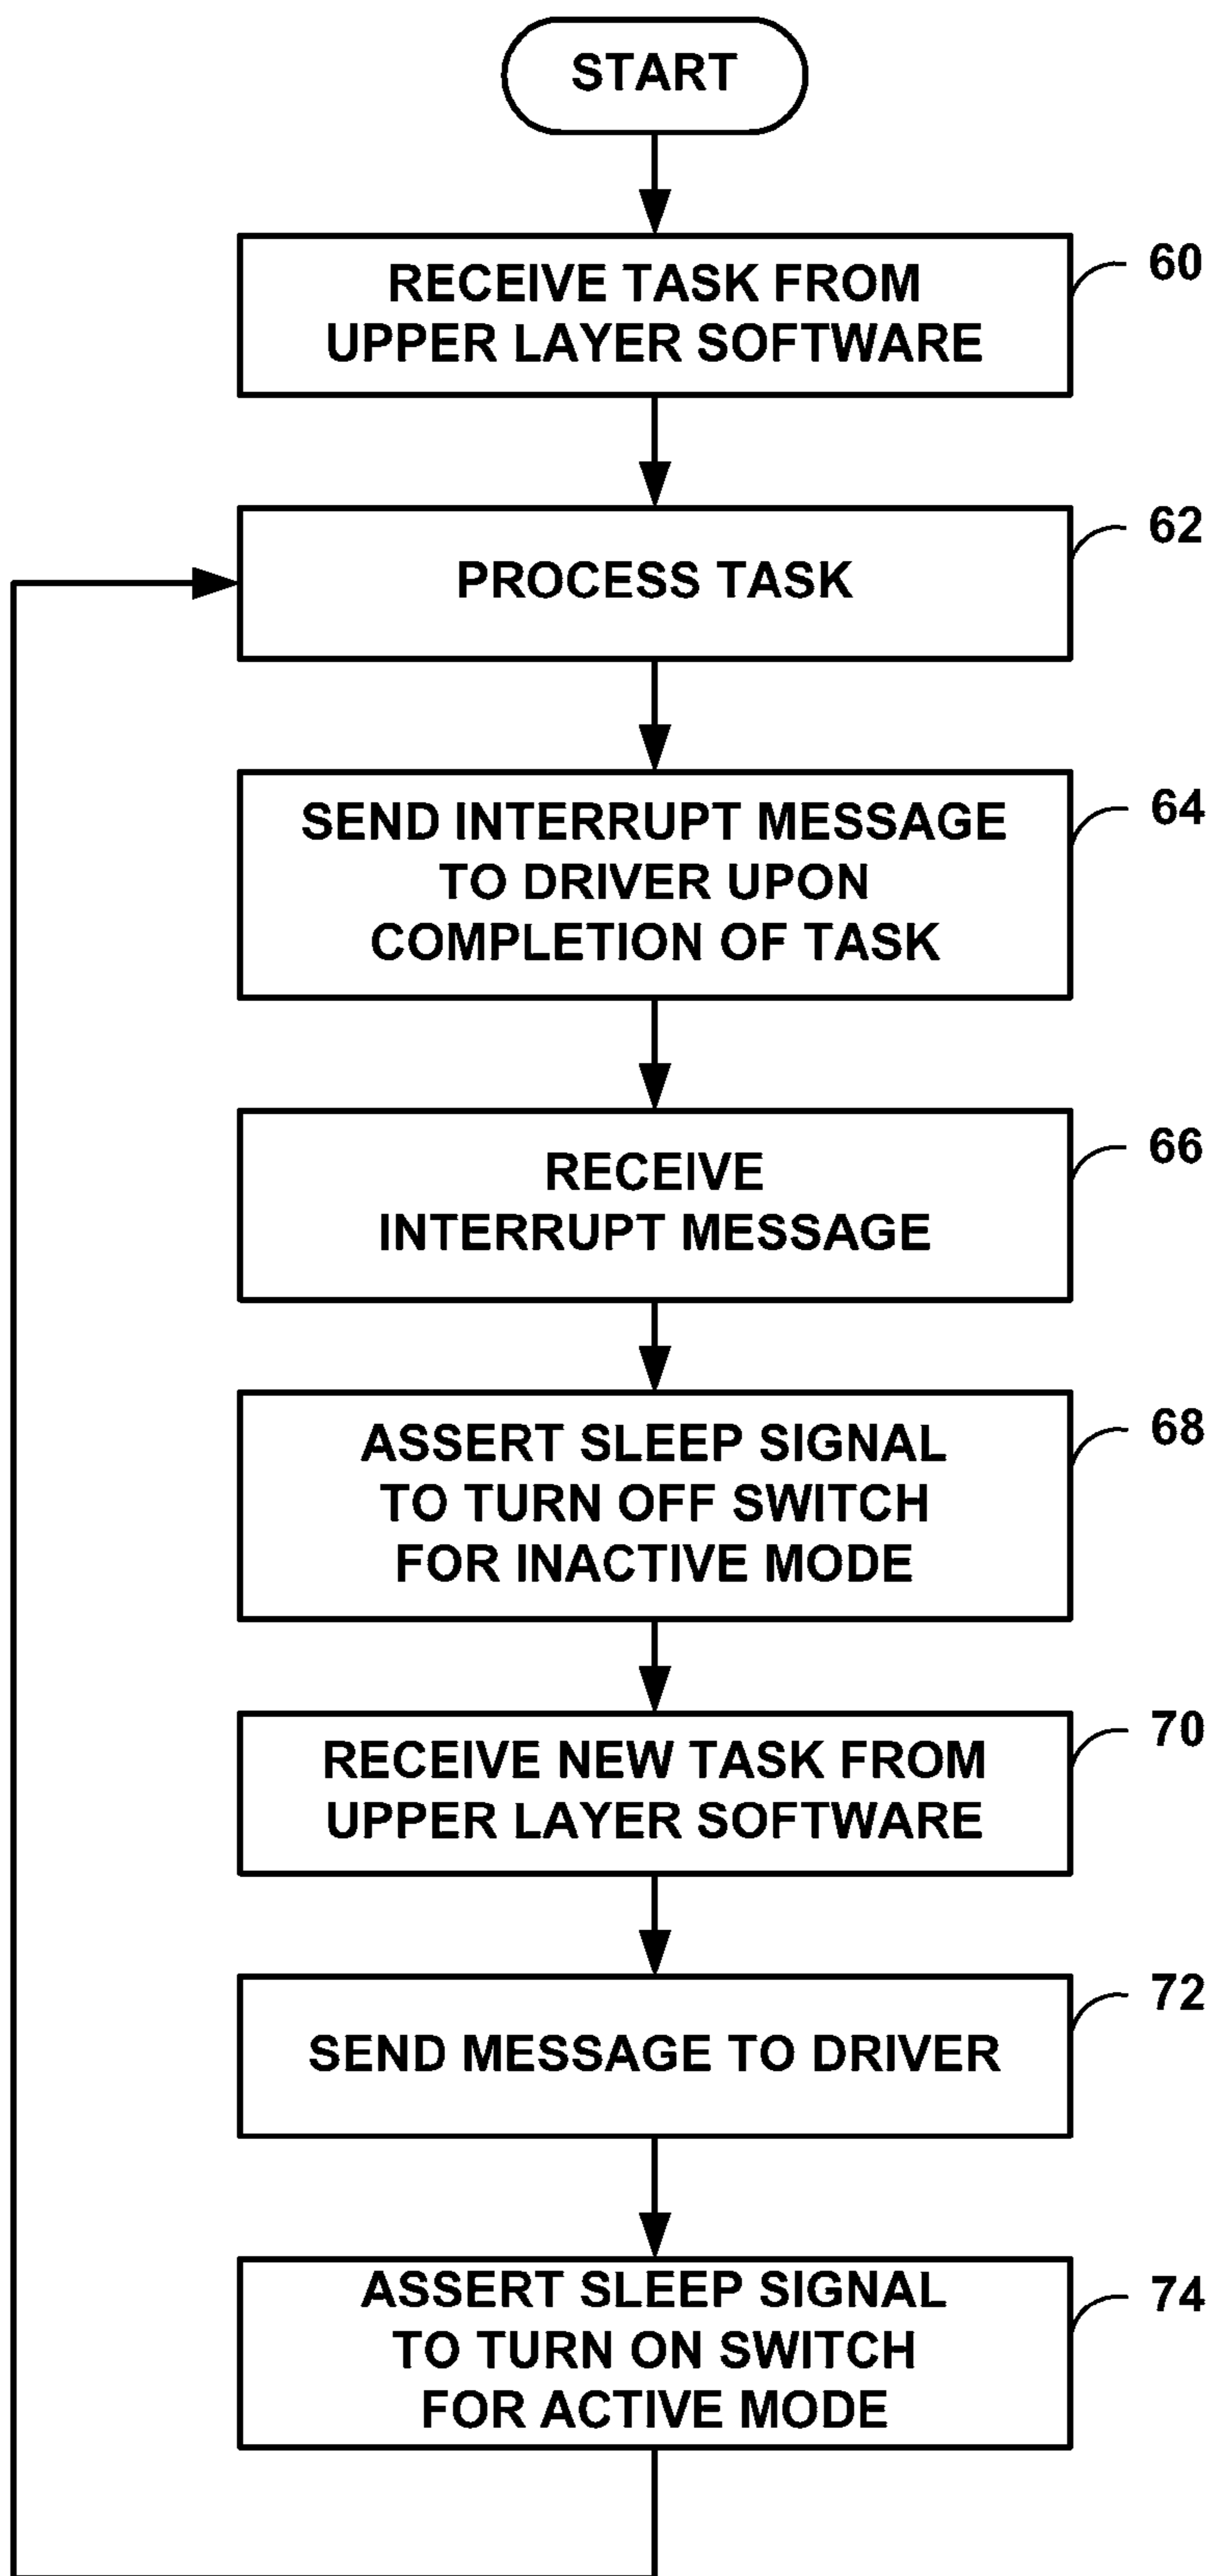 START
RECEIVE TASK FROM
UPPER LAYER SOFTWARE
60
PROCESS TASK
62
SEND INTERRUPT MESSAGE
TO DRIVER UPON
COMPLETION OF TASK
64
RECEIVE
INTERRUPT MESSAGE
66
ASSERT SLEEP SIGNAL
TO TURN OFF SWITCH
FOR INACTIVE MODE
68
RECEIVE NEW TASK FROM
UPPER LAYER SOFTWARE
70
SEND MESSAGE TO DRIVER
72
ASSERT SLEEP SIGNAL
TO TURN ON SWITCH
FOR ACTIVE MODE
74